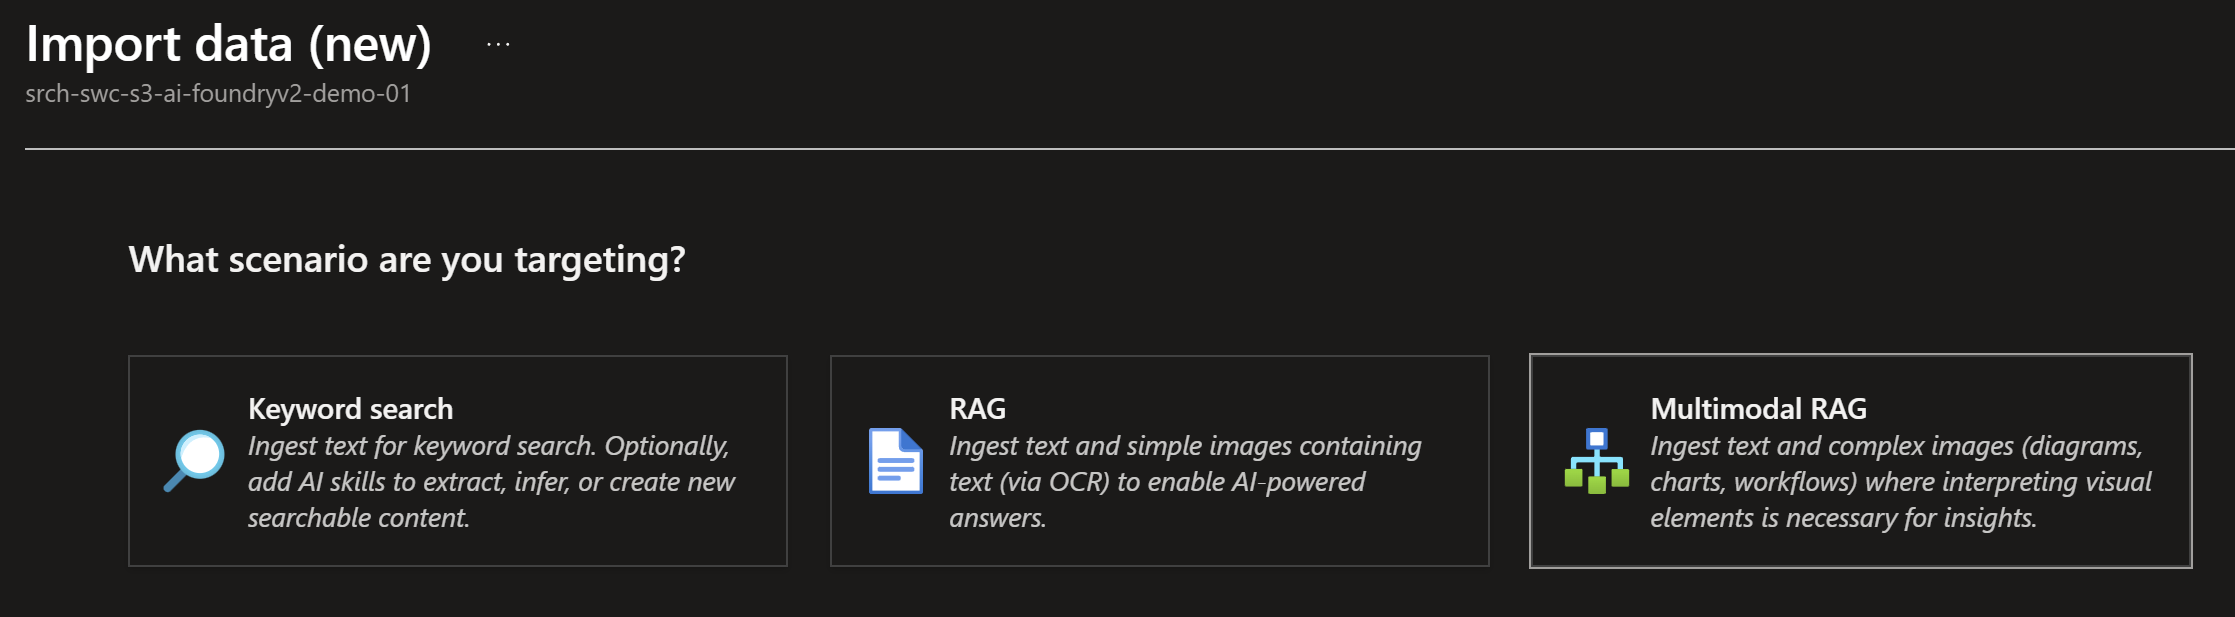 Import data (new)
...
srch-swc-s3-ai-foundryv2-demo-01
What scenario are you targeting?
Keyword search
Ingest text for keyword search. Optionally,
add AI skills to extract, infer, or create new
searchable content.
RAG
Ingest text and simple images containing
text (via OCR) to enable AI-powered
answers.
Multimodal RAG
Ingest text and complex images (diagrams,
charts, workflows) where interpreting visual
elements is necessary for insights.